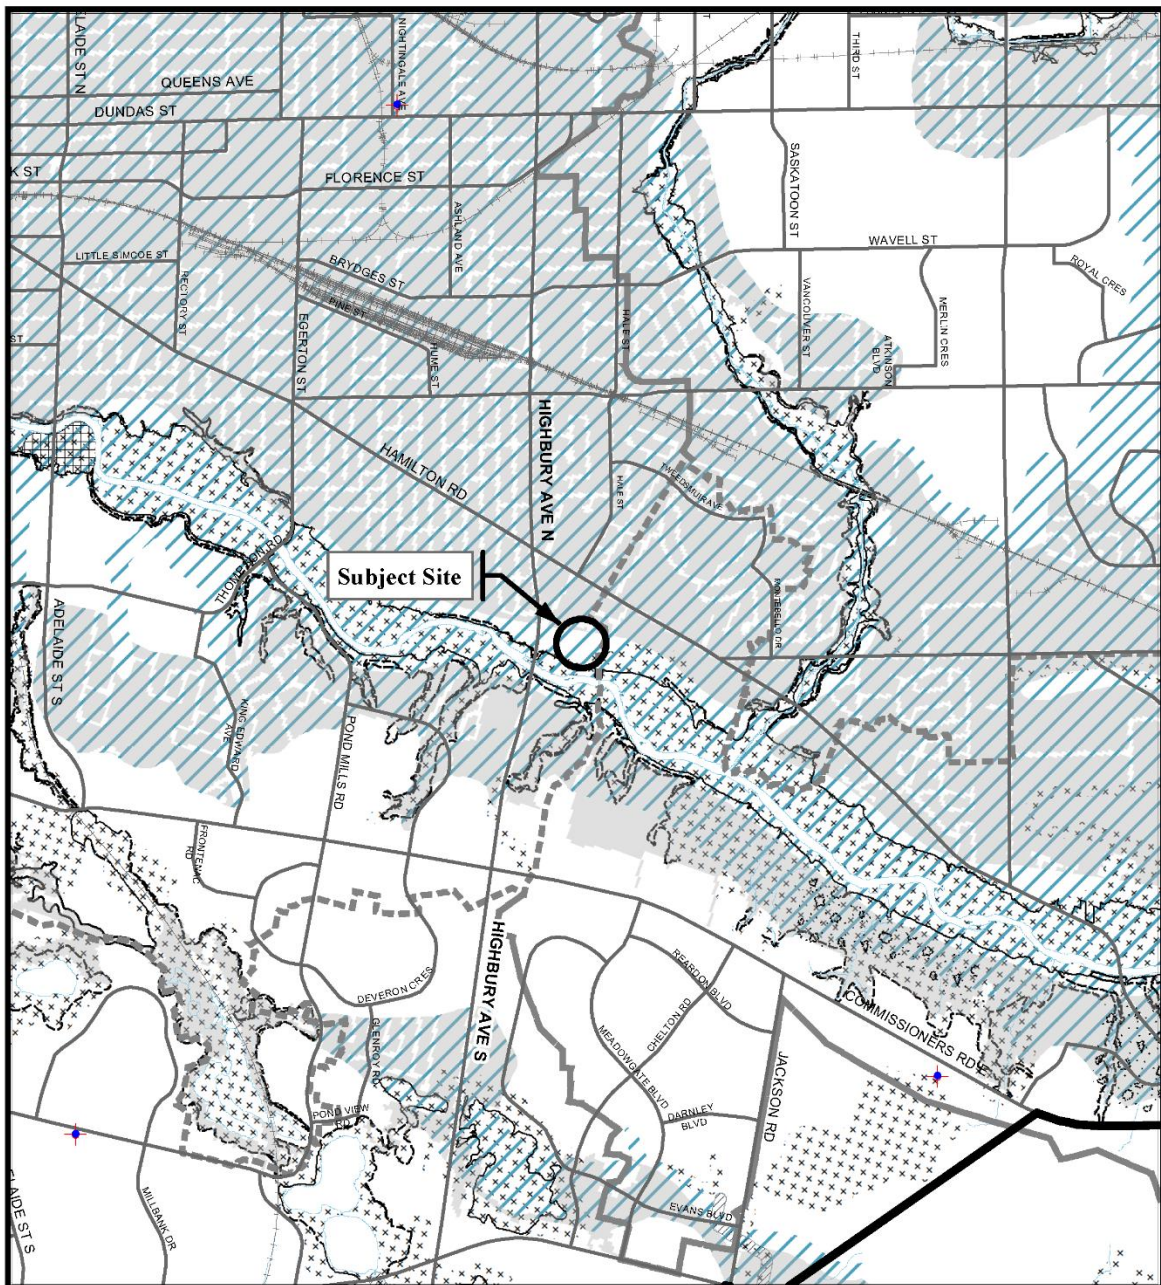 ELAIDE ST N
NIGHTINGALE AVE
THIRD ST
QUEENS AVE
DUNDAS ST
K ST
FLORENCE ST
ASHLAND AVE
SASKATOON ST
WAVELL ST
LITTLE SIMCOE ST
RECTORY ST
BRYDGES ST
PINE ST
EGERTON ST
HUME ST
HALE ST
VANCOUVER ST
MERLIN CRES
ROYAL CRES
ATKINSON
BLVD
ST
HIGHBURY AVE N
HAMILTON RD
HALE ST
TWEEDSMUIR AVE
THOMPSON RD
Subject Site
MONTEBELLO DR
ADELAIDE ST S
KING EDWARD
AVE
POND MILLS RD
FRONTENAC
RD
HIGHBURY AVE S
DEVERON CRES
GLENROY RD
POND VIEW
RD
REARDON BLVD
CHELTON RD
MEADOWGATE BLVD
DARNLEY
BLVD
JACKSON RD
COMMISSIONERS RD E
EVANS BLVD
MILLBANK DR
ELAIDE ST S